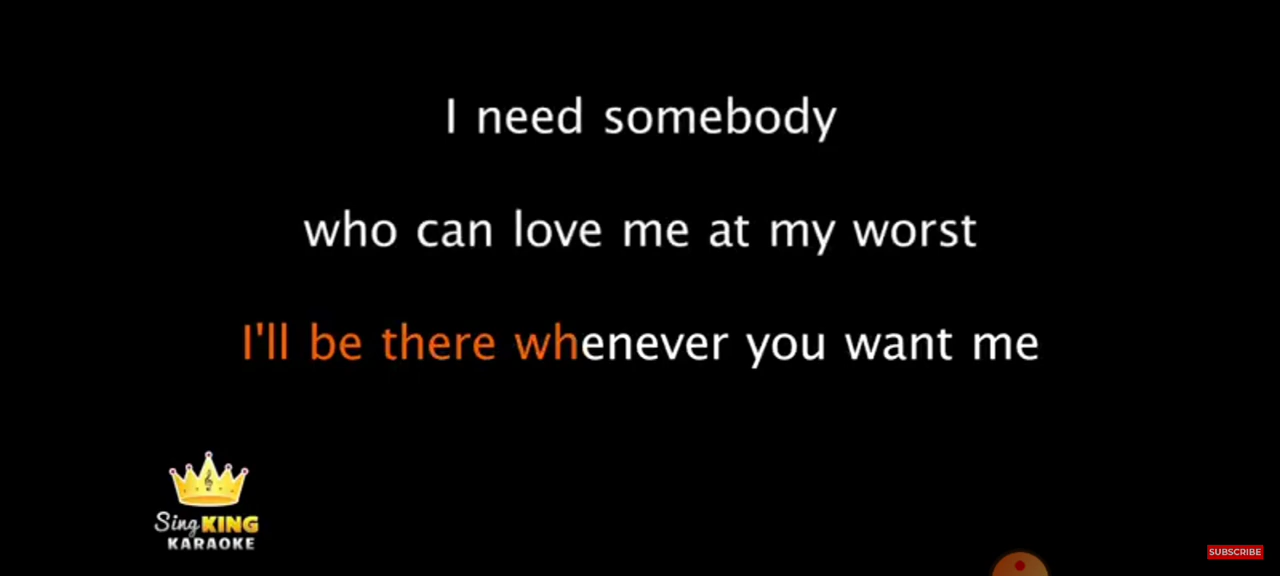 I need somebody
who can love me at my worst
I'll be there whenever you want me
Sing KING
KARAOKE
SUBSCRIBE